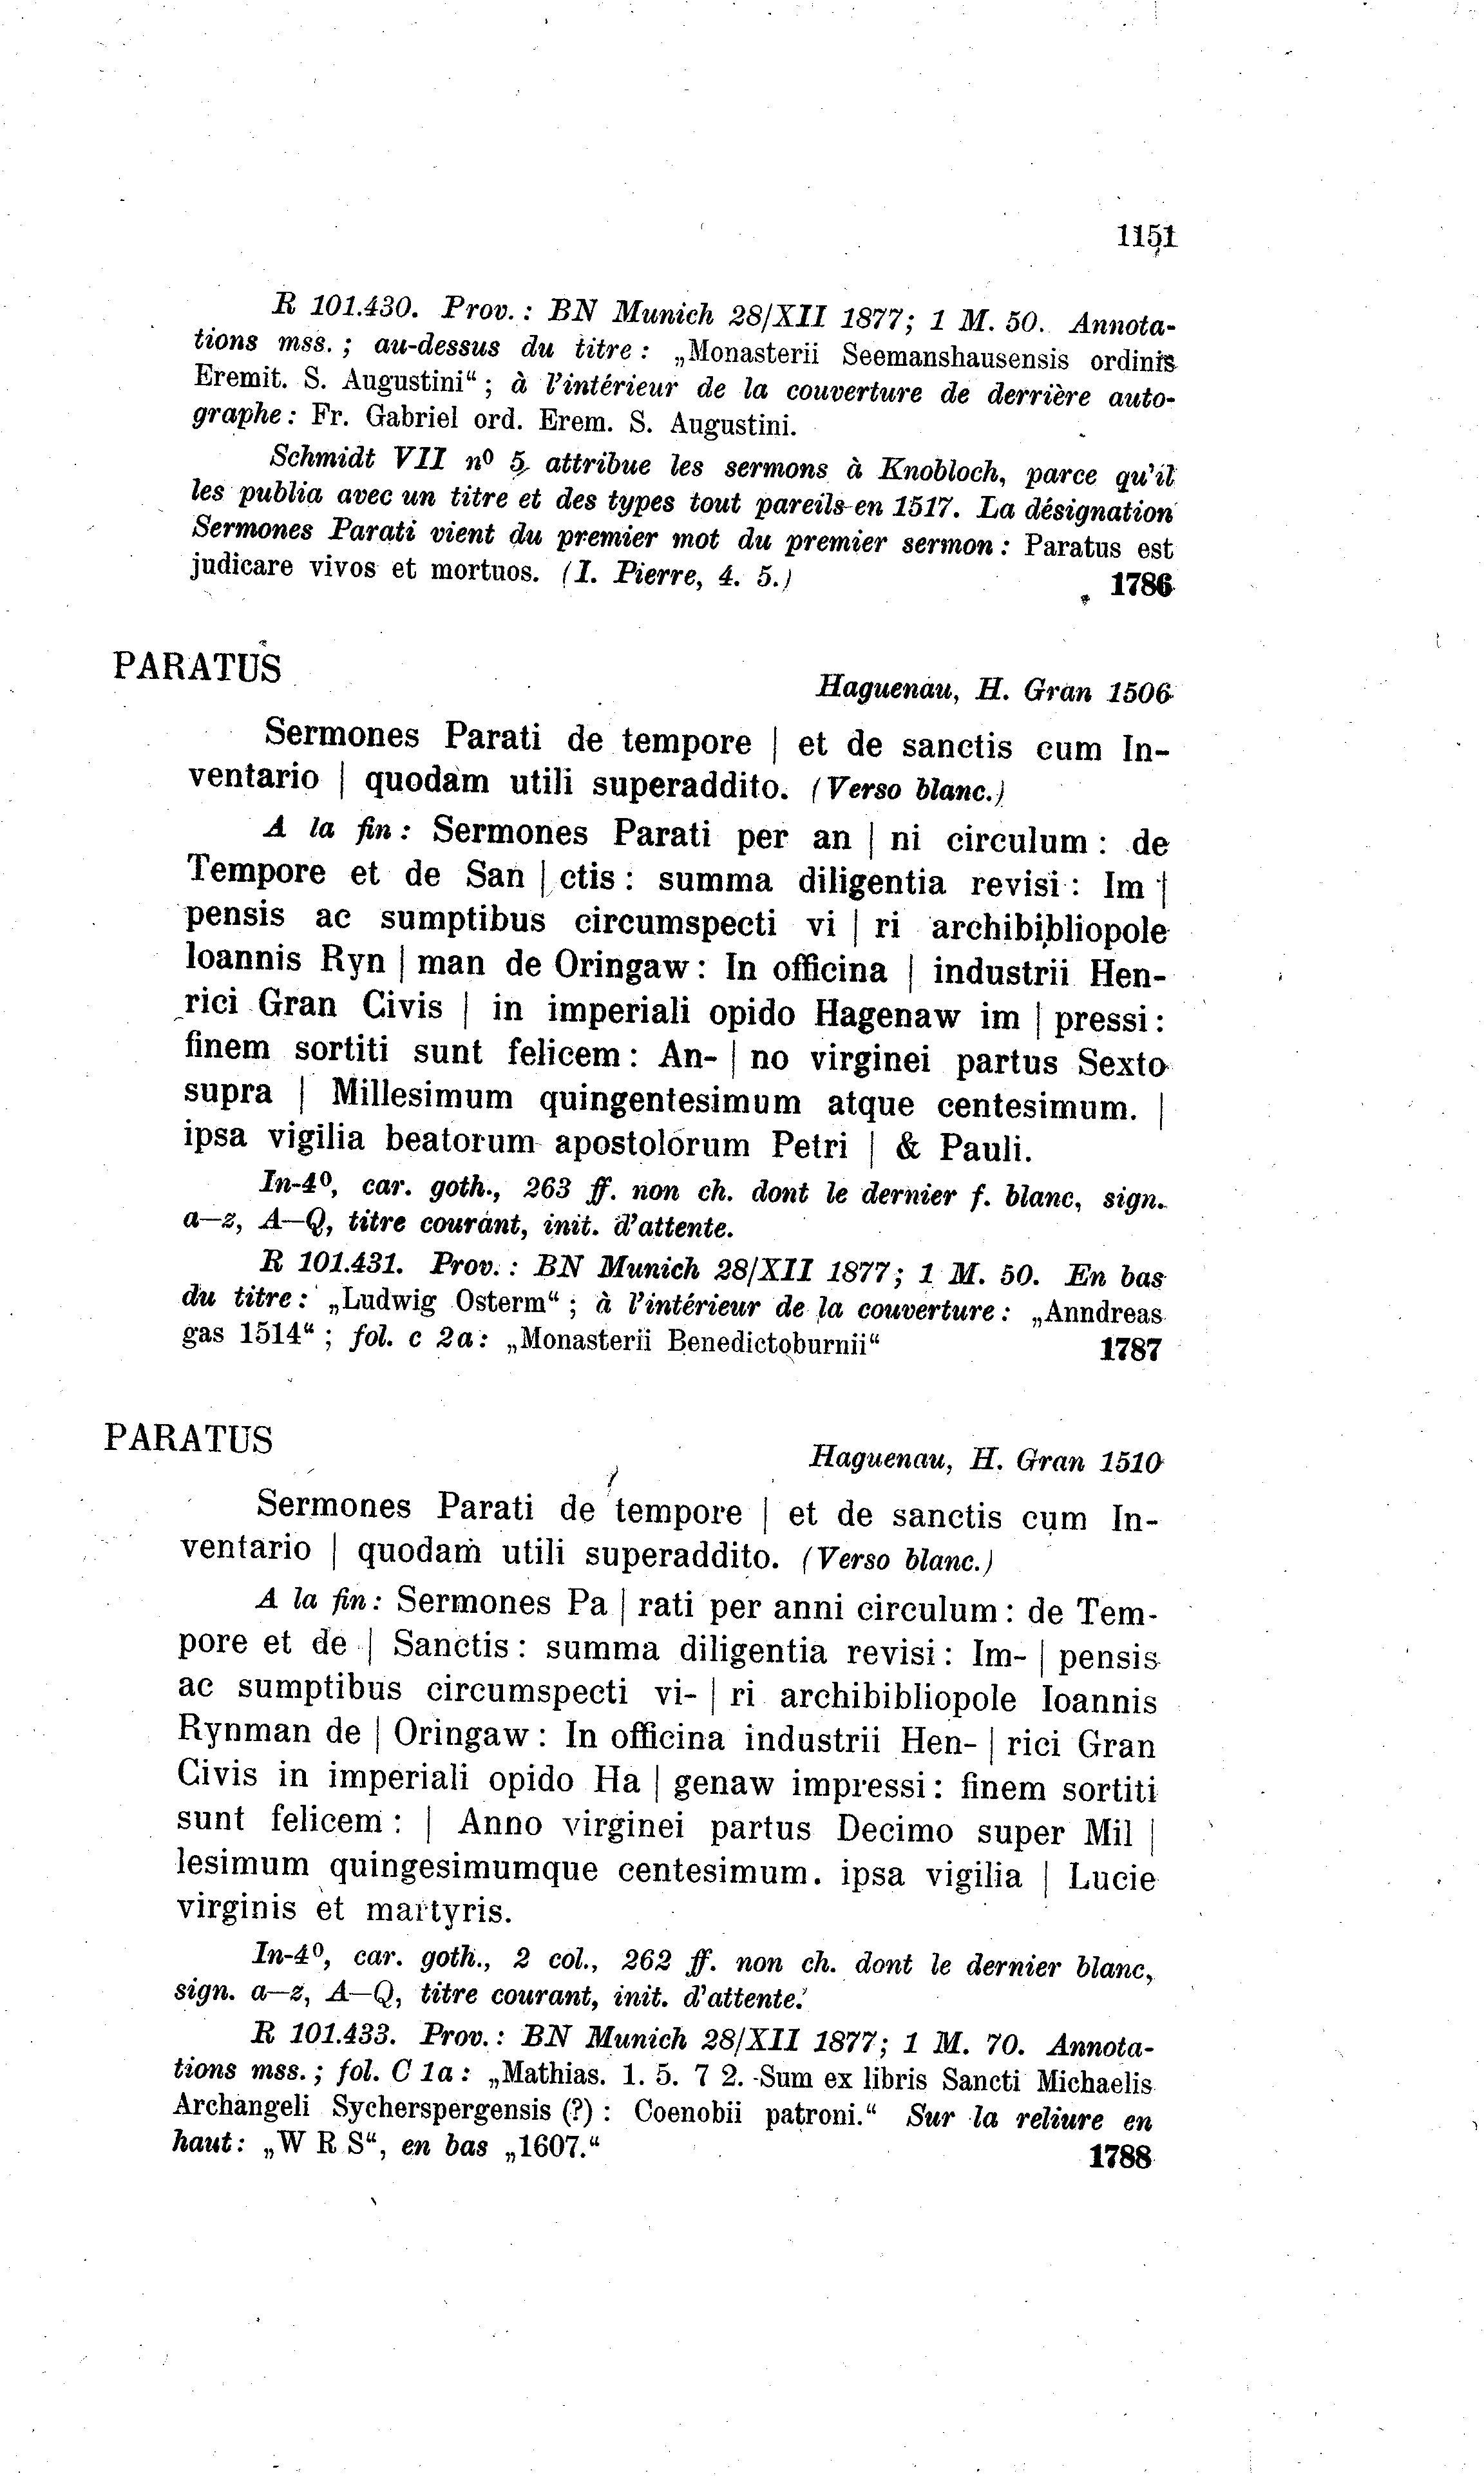 1151
R 101.430. Prov.: BN Munich 28/XII 1877; 1 M. 50. Annota-
tions mss.; au-dessus du titre: „Monasterii Seemanshausensis ordinis
Eremit. S. Augustini“; à l'intérieur de la couverture de derrière auto-
graphe: Fr. Gabriel ord. Erem. S. Augustini.
Schmidt VII nº 5 attribue les sermons à Knobloch, parce qu'il
les publia avec un titre et des types tout pareils en 1517. La désignation
Sermones Parati vient du premier mot du premier sermon: Paratus est
judicare vivos et mortuos. (I. Pierre, 4. 5.)
1786
PARATUS
Haguenau, H. Gran 1506
Sermones Parati de tempore | et de sanctis cum In-
ventario | quodam utili superaddito. (Verso blanc.)
A la fin: Sermones Parati per an | ni circulum: de
Tempore et de San | ctis: summa diligentia revisi: Im |
pensis ac sumptibus circumspecti vi | ri archibibliopole
Ioannis Ryn | man de Oringaw: In officina | industrii Hen-
rici Gran Civis | in imperiali opido Hagenaw im | pressi:
finem sortiti sunt felicem: An- | no virginei partus Sexto
supra | Millesimum quingentesimum atque centesimum. |
ipsa vigilia beatorum apostolorum Petri | & Pauli.
In-4º, car. goth., 263 ff. non ch. dont le dernier f. blanc, sign.
a—z, A—Q, titre courant, init. d'attente.
R 101.431. Prov.: BN Munich 28/XII 1877; 1 M. 50. En bas
du titre: „Ludwig Osterm“; à l'intérieur de la couverture: „Anndreas
gas 1514“; fol. c 2a: „Monasterii Benedictoburnii“
1787
PARATUS
Haguenau, H. Gran 1510
Sermones Parati de tempore | et de sanctis cum In-
ventario | quodam utili superaddito. (Verso blanc.)
A la fin: Sermones Pa | rati per anni circulum: de Tem-
pore et de | Sanctis: summa diligentia revisi: Im- | pensis
ac sumptibus circumspecti vi- | ri archibibliopole Ioannis
Rynman de | Oringaw: In officina industrii Hen- | rici Gran
Civis in imperiali opido Ha | genaw impressi: finem sortiti
sunt felicem: | Anno virginei partus Decimo super Mil |
lesimum quingesimumque centesimum. ipsa vigilia | Lucie
virginis et martyris.
In-4º, car. goth., 2 col., 262 ff. non ch. dont le dernier blanc,
sign. a—z, A—Q, titre courant, init. d'attente.
R 101.433. Prov.: BN Munich 28/XII 1877; 1 M. 70. Annota-
tions mss.; fol. C 1a: „Mathias. 1. 5. 7 2. Sum ex libris Sancti Michaelis
Archangeli Sycherspergensis (?): Coenobii patroni.“ Sur la reliure en
haut: „W R S“, en bas „1607.“
1788